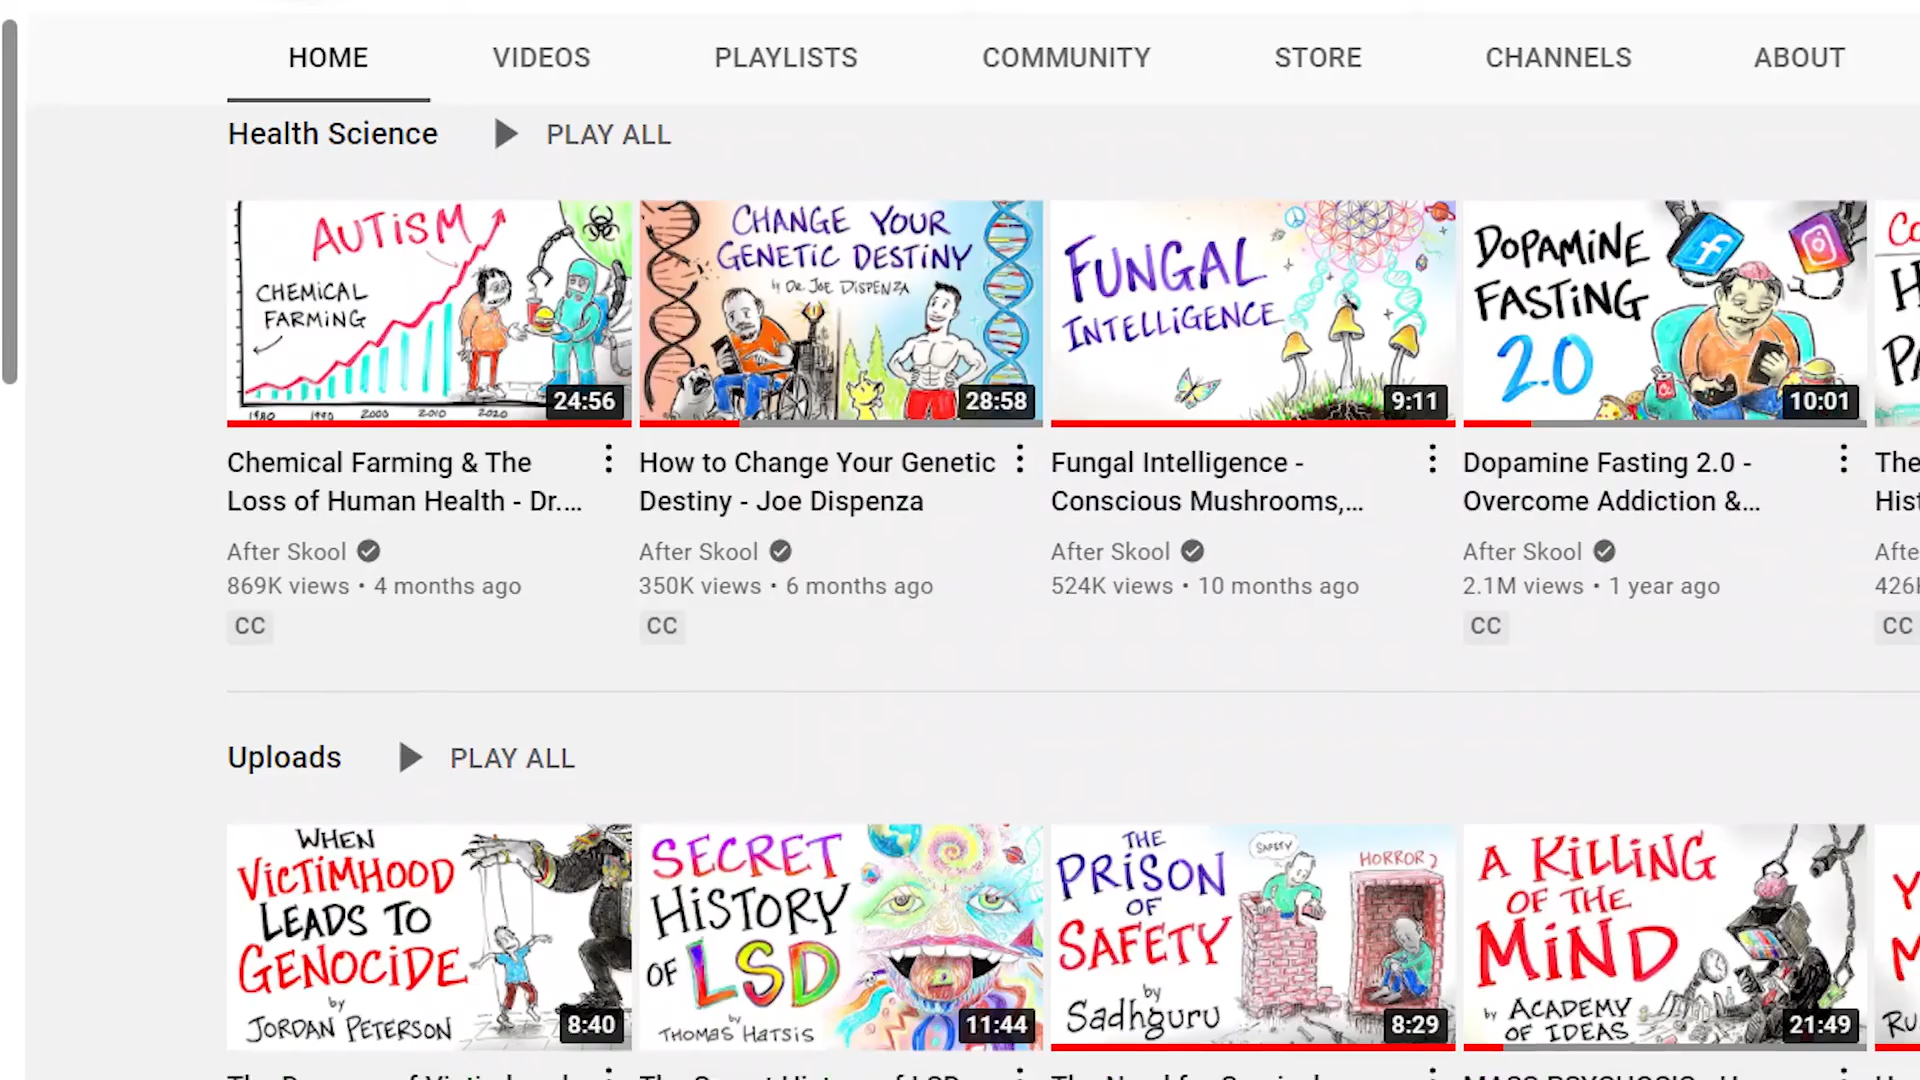 HOME VIDEOS PLAYLISTS COMMUNITY STORE CHANNELS ABOUT
Health Science PLAY ALL
AUTISM
CHEMICAL
FARMING
1980 1990 2000 2010 2020
24:56
CHANGE YOUR
GENETIC DESTINY
by DR. JOE DISPENZA
28:58
FUNGAL
INTELLIGENCE
9:11
DOPAMINE
FASTING
2.0
10:01
Chemical Farming & The
Loss of Human Health - Dr....
After Skool
869K views • 4 months ago
CC
How to Change Your Genetic
Destiny - Joe Dispenza
After Skool
350K views • 6 months ago
CC
Fungal Intelligence -
Conscious Mushrooms,...
After Skool
524K views • 10 months ago
Dopamine Fasting 2.0 -
Overcome Addiction &...
After Skool
2.1M views • 1 year ago
CC
The
CC
Uploads PLAY ALL
WHEN
VICTIMHOOD
LEADS TO
GENOCIDE
by
JORDAN PETERSON
8:40
SECRET
HISTORY
OF LSD
by
THOMAS HATSIS
11:44
THE
PRISON
OF
SAFETY
by
Sadhguru
SAFETY
HORROR?
8:29
A KILLING
OF THE
MIND
by ACADEMY
OF IDEAS
21:49